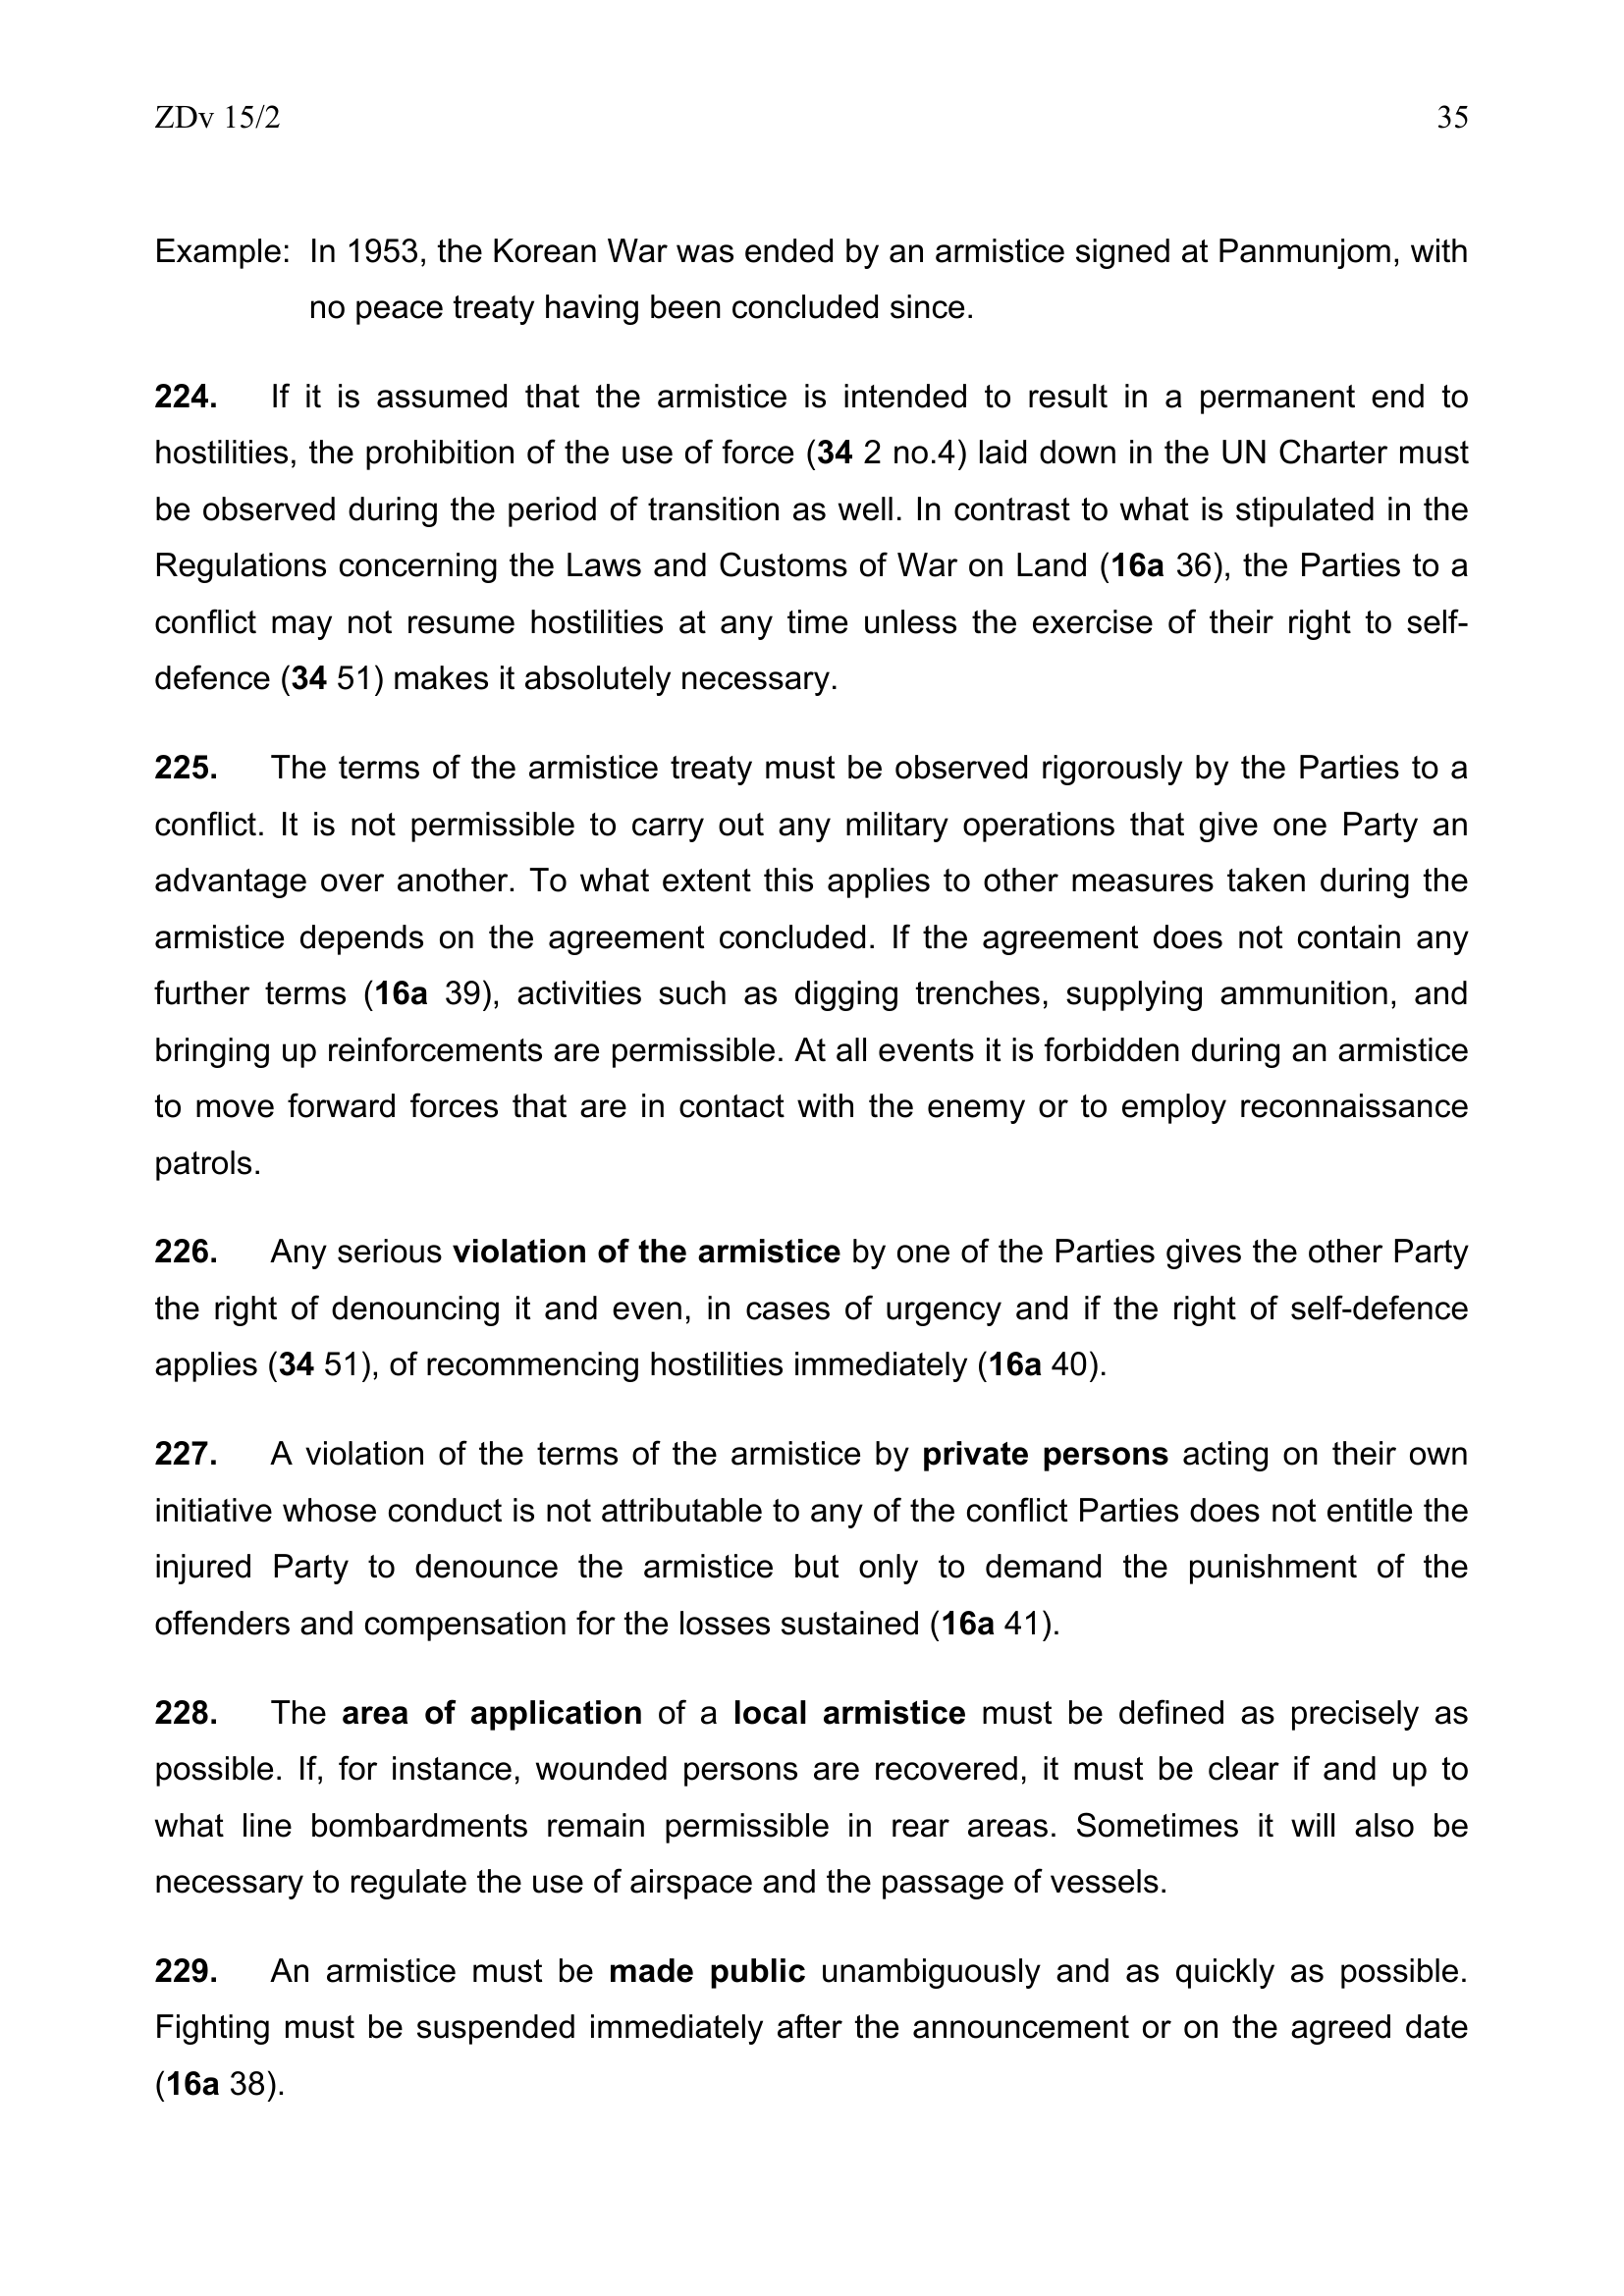 ZDv 15/2 35
Example: In 1953, the Korean War was ended by an armistice signed at Panmunjom, with
no peace treaty having been concluded since.
224. If it is assumed that the armistice is intended to result in a permanent end to
hostilities, the prohibition of the use of force (34 2 no.4) laid down in the UN Charter must
be observed during the period of transition as well. In contrast to what is stipulated in the
Regulations concerning the Laws and Customs of War on Land (16a 36), the Parties to a
conflict may not resume hostilities at any time unless the exercise of their right to self-
defence (34 51) makes it absolutely necessary.
225. The terms of the armistice treaty must be observed rigorously by the Parties to a
conflict. It is not permissible to carry out any military operations that give one Party an
advantage over another. To what extent this applies to other measures taken during the
armistice depends on the agreement concluded. If the agreement does not contain any
further terms (16a 39), activities such as digging trenches, supplying ammunition, and
bringing up reinforcements are permissible. At all events it is forbidden during an armistice
to move forward forces that are in contact with the enemy or to employ reconnaissance
patrols.
226. Any serious violation of the armistice by one of the Parties gives the other Party
the right of denouncing it and even, in cases of urgency and if the right of self-defence
applies (34 51), of recommencing hostilities immediately (16a 40).
227. A violation of the terms of the armistice by private persons acting on their own
initiative whose conduct is not attributable to any of the conflict Parties does not entitle the
injured Party to denounce the armistice but only to demand the punishment of the
offenders and compensation for the losses sustained (16a 41).
228. The area of application of a local armistice must be defined as precisely as
possible. If, for instance, wounded persons are recovered, it must be clear if and up to
what line bombardments remain permissible in rear areas. Sometimes it will also be
necessary to regulate the use of airspace and the passage of vessels.
229. An armistice must be made public unambiguously and as quickly as possible.
Fighting must be suspended immediately after the announcement or on the agreed date
(16a 38).